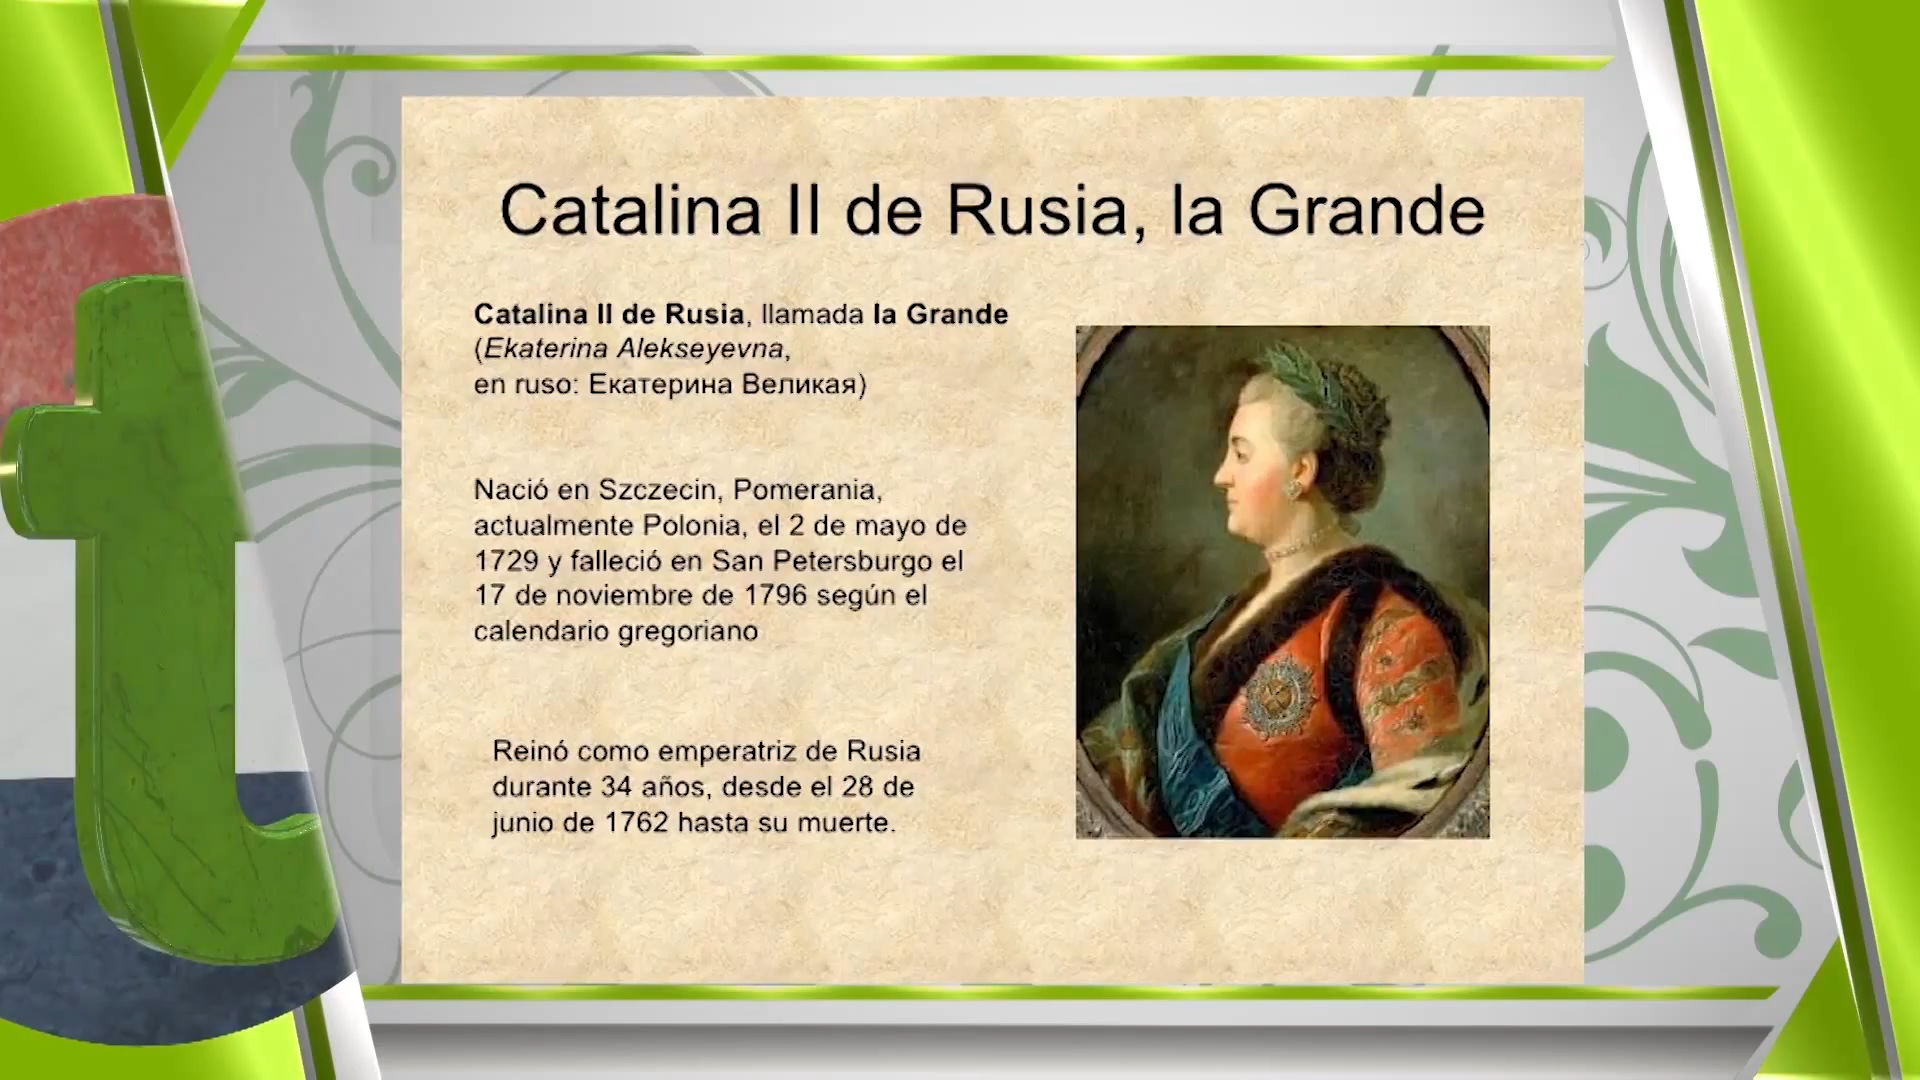 Catalina II de Rusia, la Grande
Catalina II de Rusia, llamada la Grande
(Ekaterina Alekseyevna,
en ruso: Екатерина Великая)
Nació en Szczecin, Pomerania,
actualmente Polonia, el 2 de mayo de
1729 y falleció en San Petersburgo el
17 de noviembre de 1796 según el
calendario gregoriano
Reinó como emperatriz de Rusia
durante 34 años, desde el 28 de
junio de 1762 hasta su muerte.
t